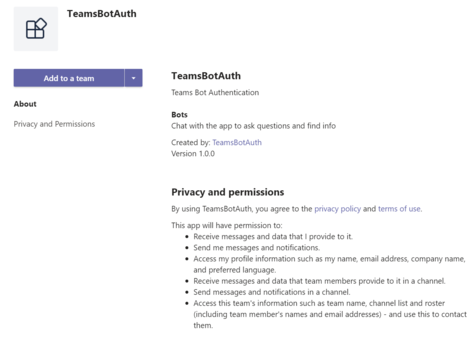 TeamsBotAuth
Add to a team
About
Privacy and Permissions
TeamsBotAuth
Teams Bot Authentication
Bots
Chat with the app to ask questions and find info
Created by: TeamsBotAuth
Version 1.0.0
Privacy and permissions
By using TeamsBotAuth, you agree to the privacy policy and terms of use.
This app will have permission to:
• Receive messages and data that I provide to it.
• Send me messages and notifications.
• Access my profile information such as my name, email address, company name,
and preferred language.
• Receive messages and data that team members provide to it in a channel.
• Send messages and notifications in a channel.
• Access this team's information such as team name, channel list and roster
(including team member's names and email addresses) - and use this to contact
them.